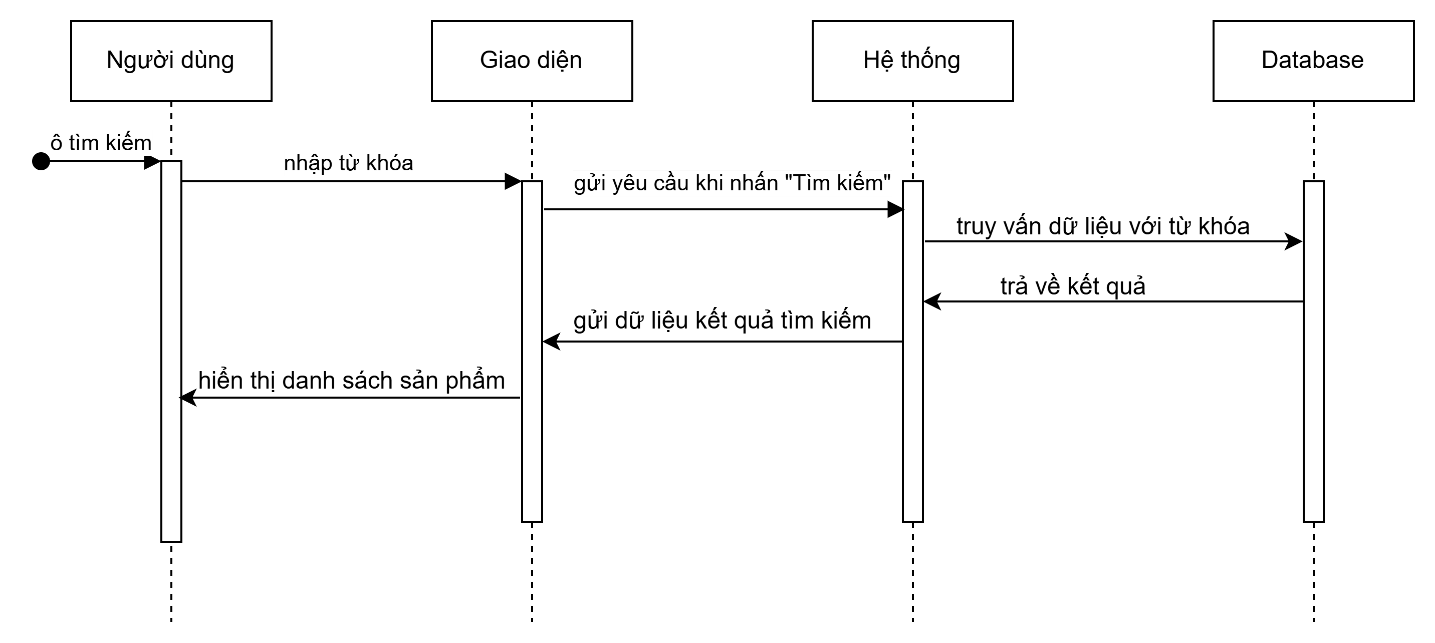 Người dùng
Giao diện
Hệ thống
Database
ô tìm kiếm
nhập từ khóa
gửi yêu cầu khi nhấn "Tìm kiếm"
truy vấn dữ liệu với từ khóa
trả về kết quả
gửi dữ liệu kết quả tìm kiếm
hiển thị danh sách sản phẩm